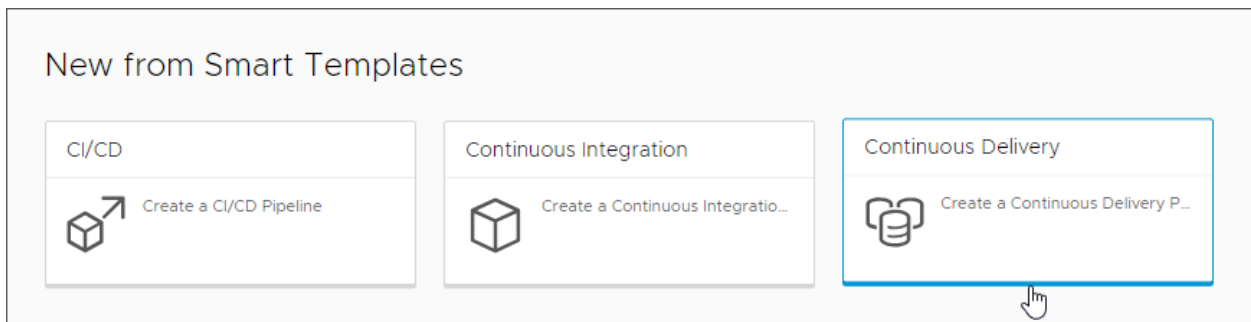 New from Smart Templates
CI/CD
Create a CI/CD Pipeline
Continuous Integration
Create a Continuous Integratio...
Continuous Delivery
Create a Continuous Delivery P...